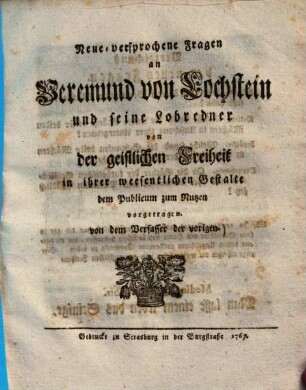 Neue-versprochene Fragen
an
Veremund von Lochstein
und seine Lobredner
von
der geistlichen Freiheit
in ihrer weesentlichen Gestalte
dem Publicum zum Nutzen
vorgetragen.
von dem Verfasser der vorigen.
Gedruckt zu Strasburg in der Burgstraße 1767.